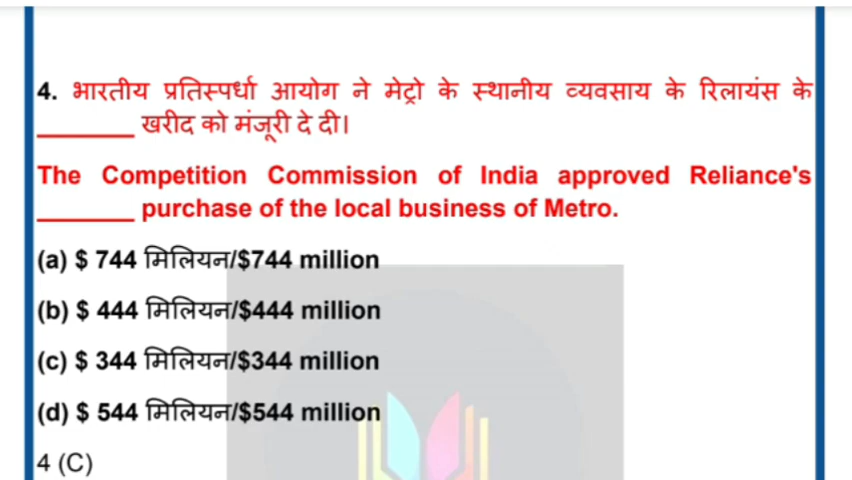 4. भारतीय प्रतिस्पर्धा आयोग ने मेट्रो के स्थानीय व्यवसाय के रिलायंस के
________ खरीद को मंजूरी दे दी।
The Competition Commission of India approved Reliance's
________ purchase of the local business of Metro.
(a) $ 744 मिलियन/$744 million
(b) $ 444 मिलियन/$444 million
(c) $ 344 मिलियन/$344 million
(d) $ 544 मिलियन/$544 million
4 (C)